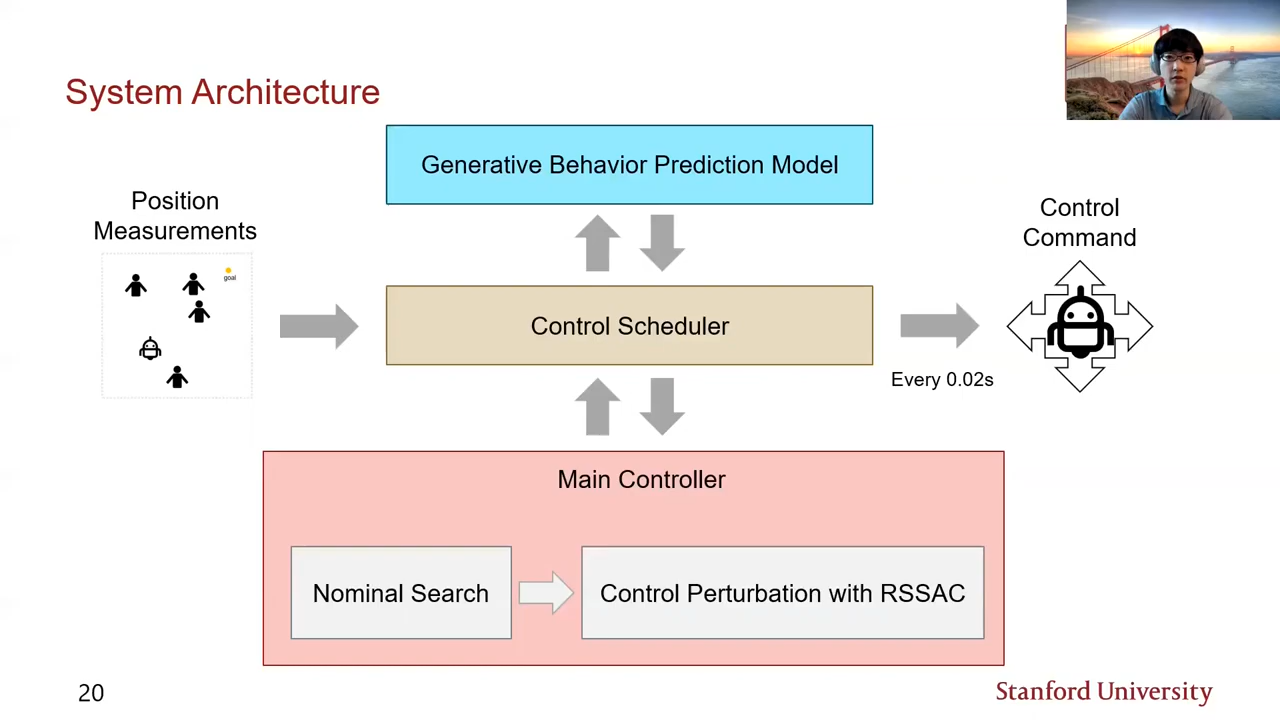 System Architecture
Generative Behavior Prediction Model
Position
Measurements
goal
Control Scheduler
Control
Command
Every 0.02s
Main Controller
Nominal Search
Control Perturbation with RSSAC
20
Stanford University